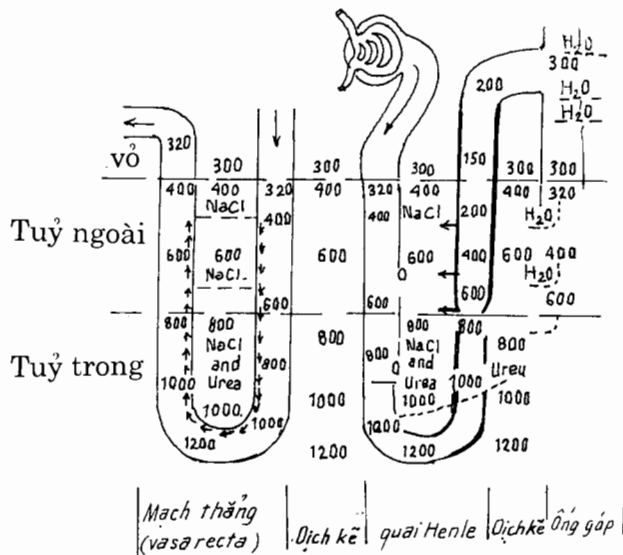 H₂O
300
200
H₂O
H₂O
320
vỏ
300
300
150
300
300
400
400
320
400
320
400
400
320
NaCl
400
400
NaCl
200
H₂O
Tuỷ ngoài
600
600
600
600
400
600
400
NaCl
H₂O
600
600
600
600
800
800
800
800
800
800
NaCl
and
Urea
800
800
NaCl
and
Urea
Urea
Tuỷ trong
1000
1000
1000
1000
1000
1000
1000
1000
1200
1200
1200
1200
Mạch thẳng
(vasa recta)
Dịch kẽ
quai Henle
Dịch kẽ
Ống góp